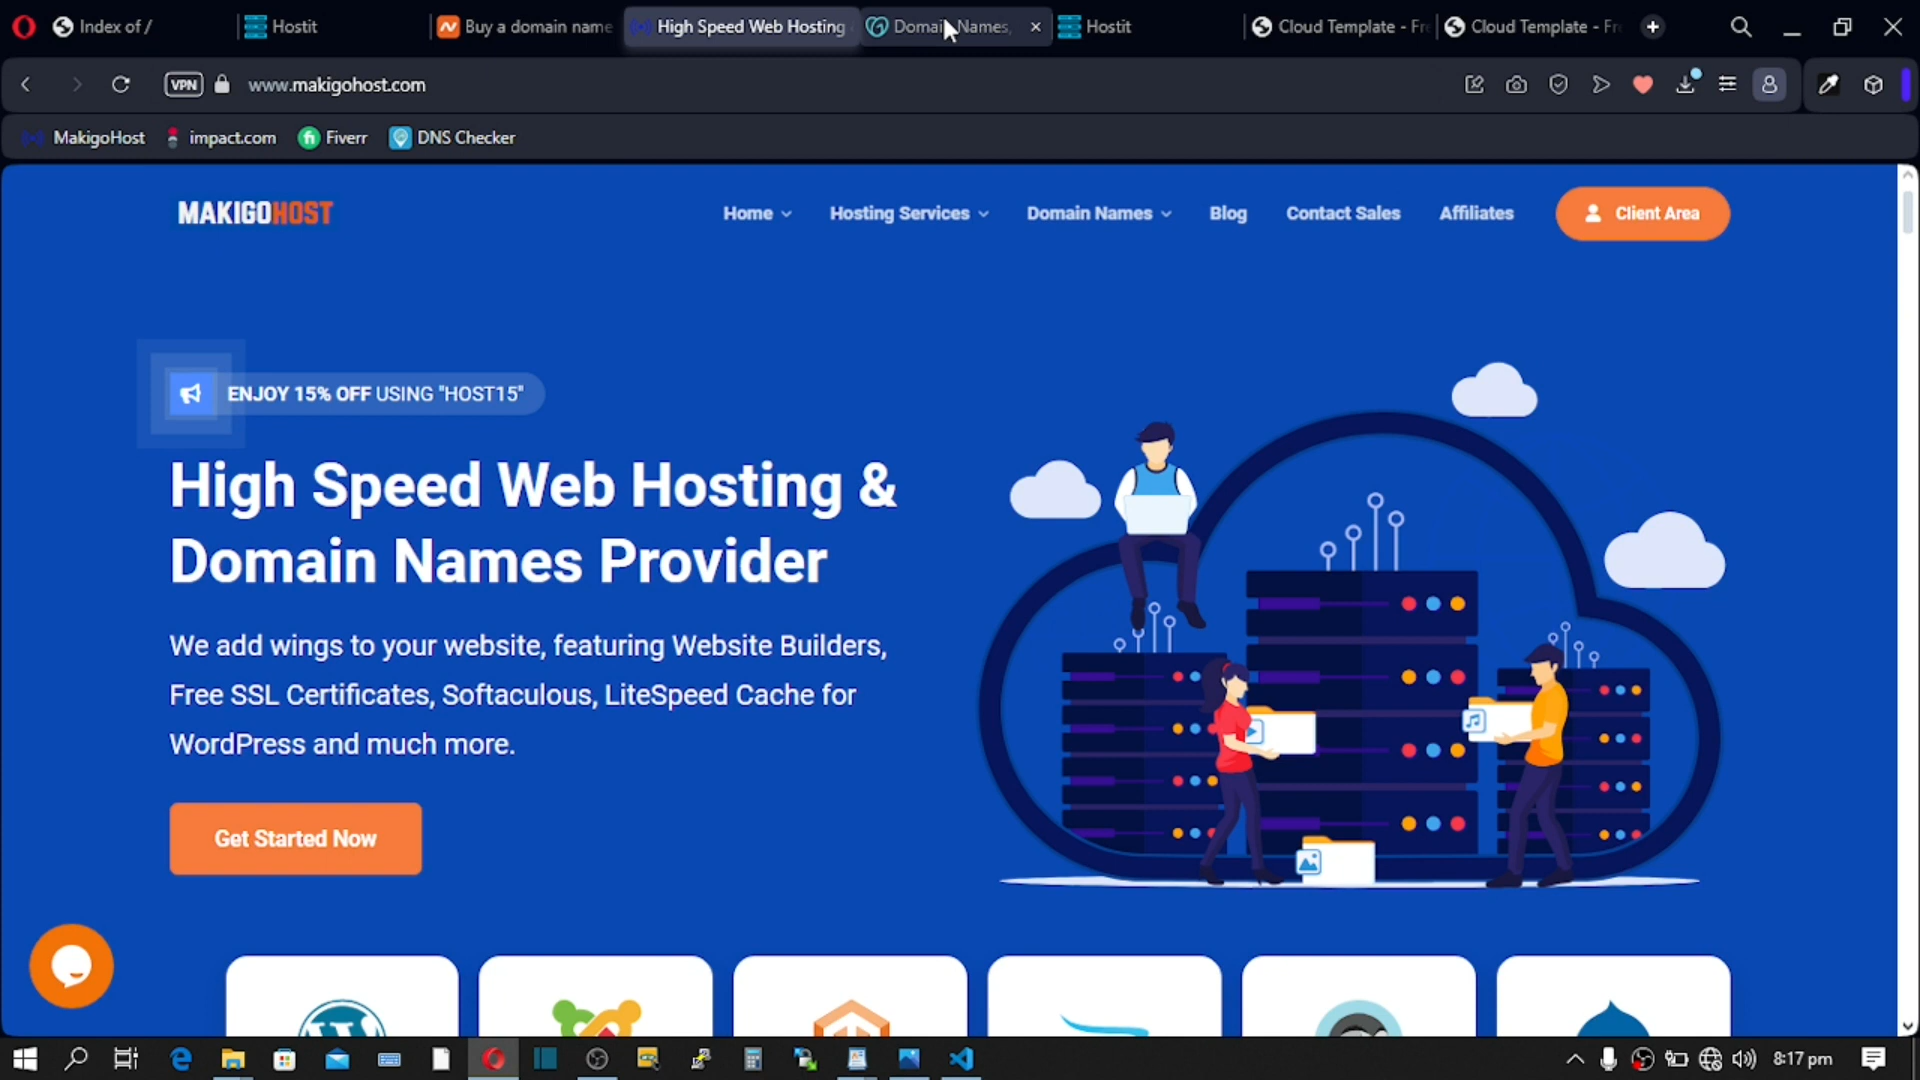 Index of /
Hostit
Buy a domain name
High Speed Web Hosting
Domain Names,
Hostit
Cloud Template - Fr
Cloud Template - Fr
VPN
www.makigohost.com
MakigoHost
impact.com
Fiverr
DNS Checker
MAKIGOHOST
Home
Hosting Services
Domain Names
Blog
Contact Sales
Affiliates
Client Area
ENJOY 15% OFF USING "HOST15"
High Speed Web Hosting &
Domain Names Provider
We add wings to your website, featuring Website Builders,
Free SSL Certificates, Softaculous, LiteSpeed Cache for
WordPress and much more.
Get Started Now
8:17 pm